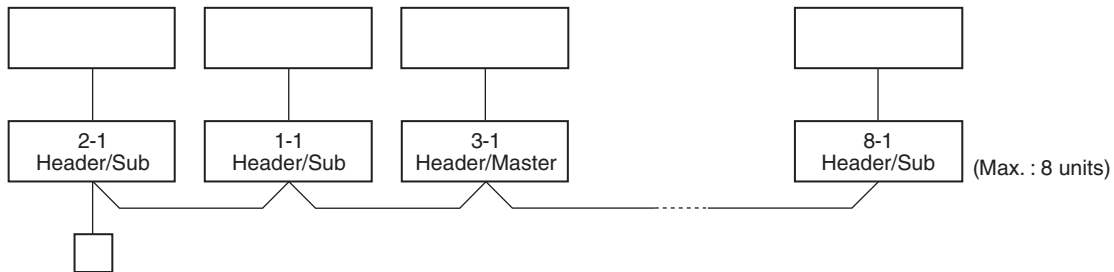 2-1
Header/Sub
1-1
Header/Sub
3-1
Header/Master
8-1
Header/Sub
(Max. : 8 units)